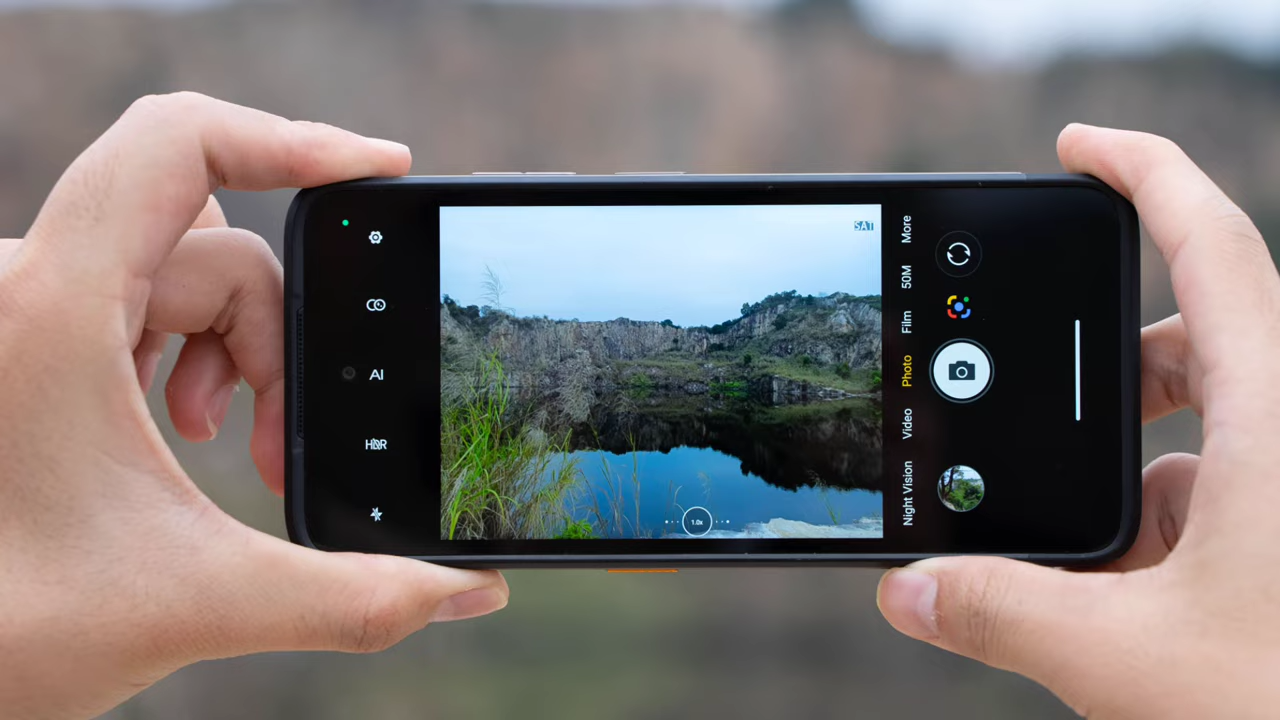 SAT
AI
HDR
1.0x
More
50M
Film
Photo
Video
Night Vision